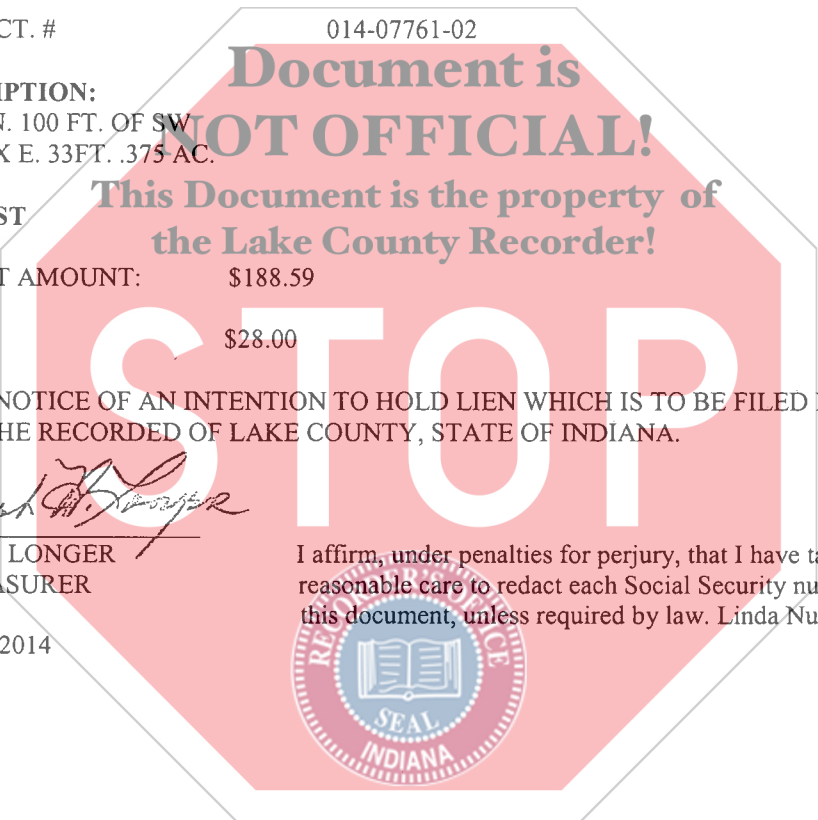 CT. # 014-07761-02
Document is
IPTION:
N. 100 FT. OF SW
NOT OFFICIAL!
X E. 33FT. .375 AC.
This Document is the property of
ST
the Lake County Recorder!
T AMOUNT: $188.59
STOP
$28.00
NOTICE OF AN INTENTION TO HOLD LIEN WHICH IS TO BE FILED
HE RECORDED OF LAKE COUNTY, STATE OF INDIANA.
LONGER
I affirm, under penalties for perjury, that I have ta
ASURER
reasonable care to redact each Social Security nu
this document, unless required by law. Linda Nu
2014
RECORDER'S OFFICE
SEAL
INDIANA